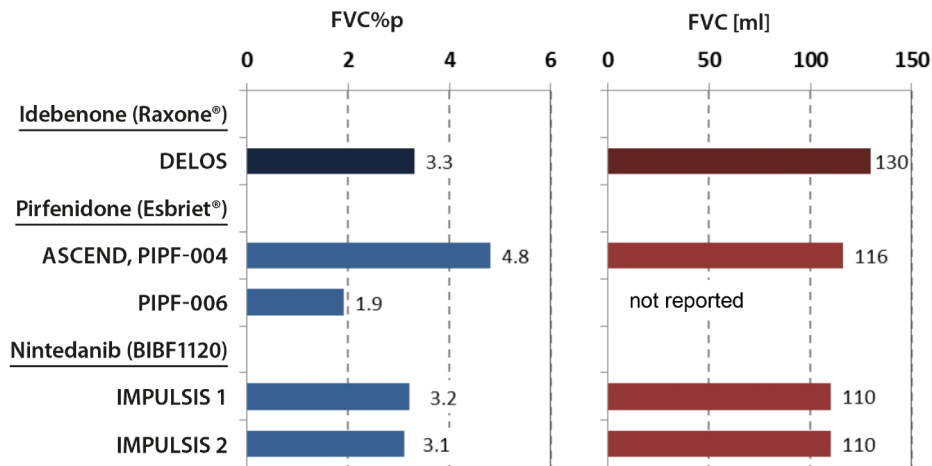 FVC%p FVC [ml]
0 2 4 6 0 50 100 150
Idebenone (Raxone®)
DELOS 3.3 130
Pirfenidone (Esbriet®)
ASCEND, PIPF-004 4.8 116
PIPF-006 1.9 not reported
Nintedanib (BIBF1120)
IMPULSIS 1 3.2 110
IMPULSIS 2 3.1 110